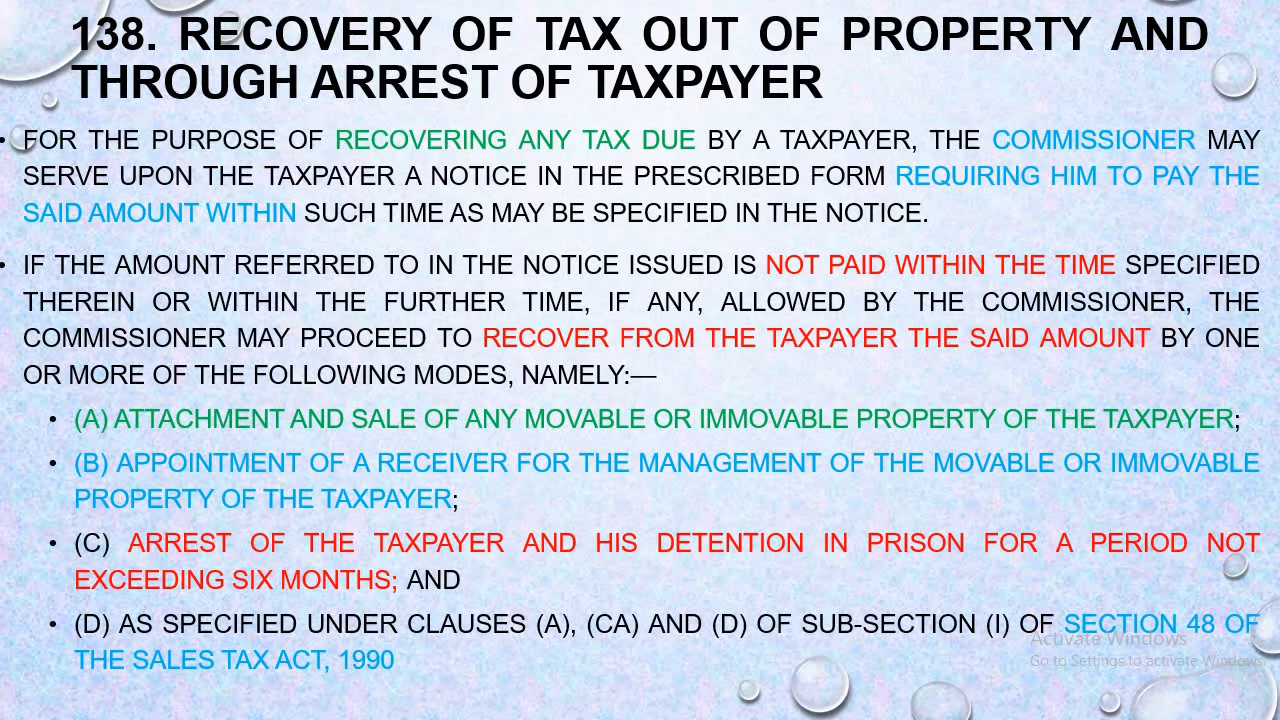 138. RECOVERY OF TAX OUT OF PROPERTY AND
THROUGH ARREST OF TAXPAYER
• FOR THE PURPOSE OF RECOVERING ANY TAX DUE BY A TAXPAYER, THE COMMISSIONER MAY
SERVE UPON THE TAXPAYER A NOTICE IN THE PRESCRIBED FORM REQUIRING HIM TO PAY THE
SAID AMOUNT WITHIN SUCH TIME AS MAY BE SPECIFIED IN THE NOTICE.
• IF THE AMOUNT REFERRED TO IN THE NOTICE ISSUED IS NOT PAID WITHIN THE TIME SPECIFIED
THEREIN OR WITHIN THE FURTHER TIME, IF ANY, ALLOWED BY THE COMMISSIONER, THE
COMMISSIONER MAY PROCEED TO RECOVER FROM THE TAXPAYER THE SAID AMOUNT BY ONE
OR MORE OF THE FOLLOWING MODES, NAMELY:—
• (A) ATTACHMENT AND SALE OF ANY MOVABLE OR IMMOVABLE PROPERTY OF THE TAXPAYER;
• (B) APPOINTMENT OF A RECEIVER FOR THE MANAGEMENT OF THE MOVABLE OR IMMOVABLE
PROPERTY OF THE TAXPAYER;
• (C) ARREST OF THE TAXPAYER AND HIS DETENTION IN PRISON FOR A PERIOD NOT
EXCEEDING SIX MONTHS; AND
• (D) AS SPECIFIED UNDER CLAUSES (A), (CA) AND (D) OF SUB-SECTION (I) OF SECTION 48 OF
THE SALES TAX ACT, 1990
Activate Windows
Go to Settings to activate Windows.